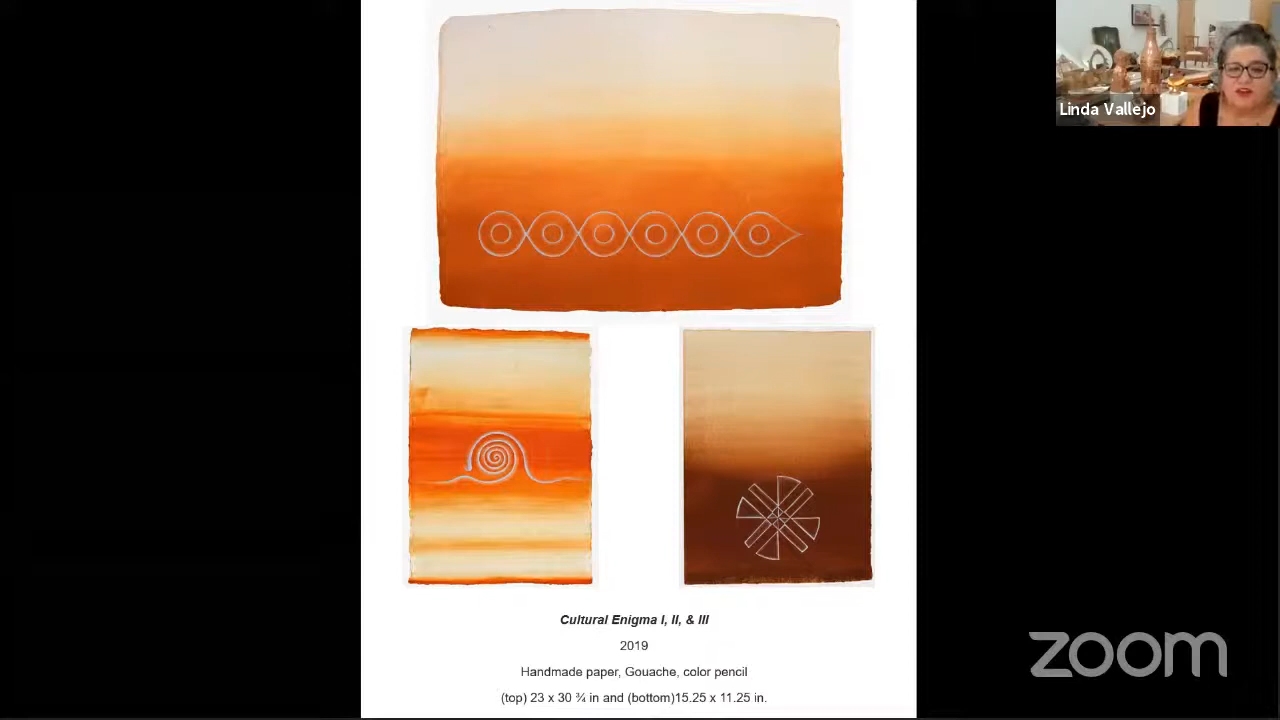 Linda Vallejo
Cultural Enigma I, II, & III
2019
Handmade paper, Gouache, color pencil
(top) 23 x 30 ¾ in and (bottom)15.25 x 11.25 in.
zoom